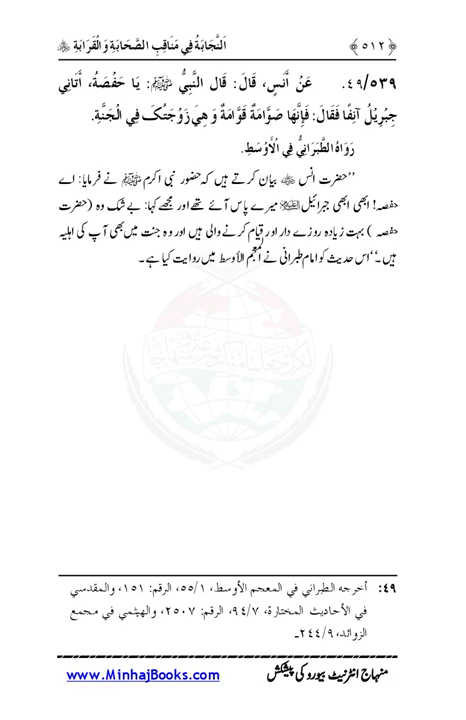 ﴿ ٥١٢ ﴾ اَلنَّجَابَةُ فِي مَنَاقِبِ الصَّحَابَةِ وَ الْقَرَابَةِ ﷺ
٤٩/٥٣٩. عَنْ أَنَسٍ، قَالَ: قَال النَّبِيُّ ﷺ: يَا حَفْصَةُ، أَتَانِي
جِبْرِيْلُ آنِفًا فَقَالَ: فَإِنَّهَا صَوَّامَةٌ قَوَّامَةٌ وَ هِيَ زَوْجَتُکَ فِي الْجَنَّةِ.
رَوَاهُ الطَّبَرَانِيُّ فِي الْأَوْسَطِ.
’’حضرت انس ﷺ بیان کرتے ہیں کہ حضور نبی اکرم ﷺ نے فرمایا: اے
حفصہ! ابھی ابھی جبرائیل میرے پاس آئے تھے اور مجھے کہا: بے شک وہ (حضرت
حفصہ) بہت زیادہ روزے دار اور قیام کرنے والی ہیں اور وہ جنت میں بھی آپ کی اہلیہ
ہیں۔‘‘ اس حدیث کو امام طبرانی نے المعجم الأوسط میں روایت کیا ہے۔
٤٩: أخرجه الطبراني في المعجم الأوسط، ١/٥٥، الرقم: ١٥١، والمقدسي
في الأحاديث المختارة، ٧/٩٤، الرقم: ٢٥٠٧، والهيثمي في مجمع
الزوائد، ٩/٢٤٤۔
منہاج انٹرنیٹ بیورو کی پیشکش www.MinhajBooks.com